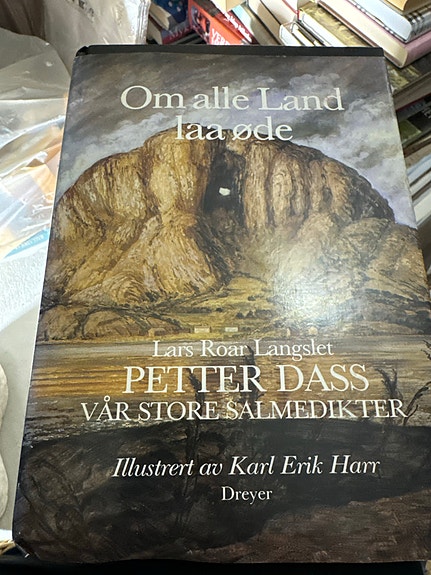 Om alle Land
laa øde
Lars Roar Langslet
PETTER DASS
VÅR STORE SALMEDIKTER
Illustrert av Karl Erik Harr
Dreyer